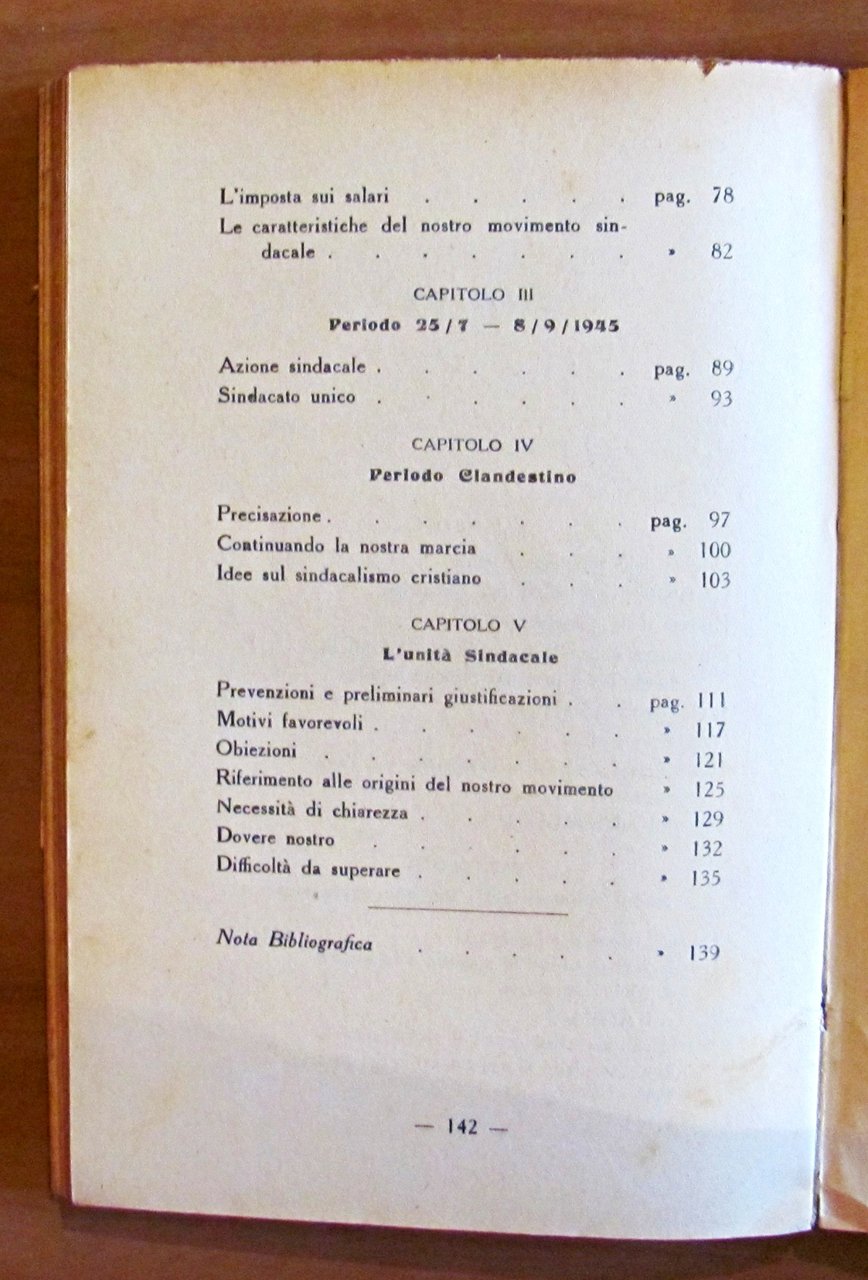 L'imposta sui salari . . . . . pag. 78
Le caratteristiche del nostro movimento sin-
dacale . . . . . . . » 82
CAPITOLO III
Periodo 25/7 — 8/9/1945
Azione sindacale . . . . . . pag. 89
Sindacato unico . . . . . . » 93
CAPITOLO IV
Periodo Clandestino
Precisazione . . . . . . . pag. 97
Continuando la nostra marcia . . . » 100
Idee sul sindacalismo cristiano . . . » 103
CAPITOLO V
L'unità Sindacale
Prevenzioni e preliminari giustificazioni . . pag. 111
Motivi favorevoli . . . . . . » 117
Obiezioni . . . . . . . » 121
Riferimento alle origini del nostro movimento » 125
Necessità di chiarezza . . . . . » 129
Dovere nostro . . . . . . » 132
Difficoltà da superare . . . . . » 135
Nota Bibliografica . . . . . » 139
— 142 —